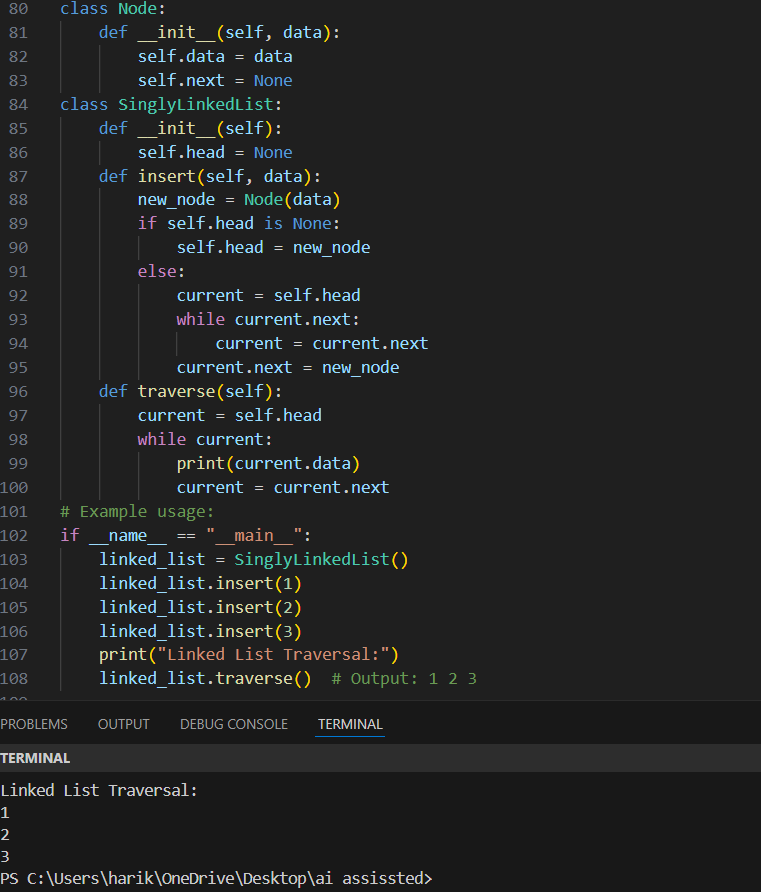 80 class Node:
81     def __init__(self, data):
82         self.data = data
83         self.next = None
84 class SinglyLinkedList:
85     def __init__(self):
86         self.head = None
87     def insert(self, data):
88         new_node = Node(data)
89         if self.head is None:
90             self.head = new_node
91         else:
92             current = self.head
93             while current.next:
94                 current = current.next
95             current.next = new_node
96     def traverse(self):
97         current = self.head
98         while current:
99             print(current.data)
100             current = current.next
101 # Example usage:
102 if __name__ == "__main__":
103     linked_list = SinglyLinkedList()
104     linked_list.insert(1)
105     linked_list.insert(2)
106     linked_list.insert(3)
107     print("Linked List Traversal:")
108     linked_list.traverse()  # Output: 1 2 3
PROBLEMS OUTPUT DEBUG CONSOLE TERMINAL
TERMINAL
Linked List Traversal:
1
2
3
PS C:\Users\harik\OneDrive\Desktop\ai assissted>